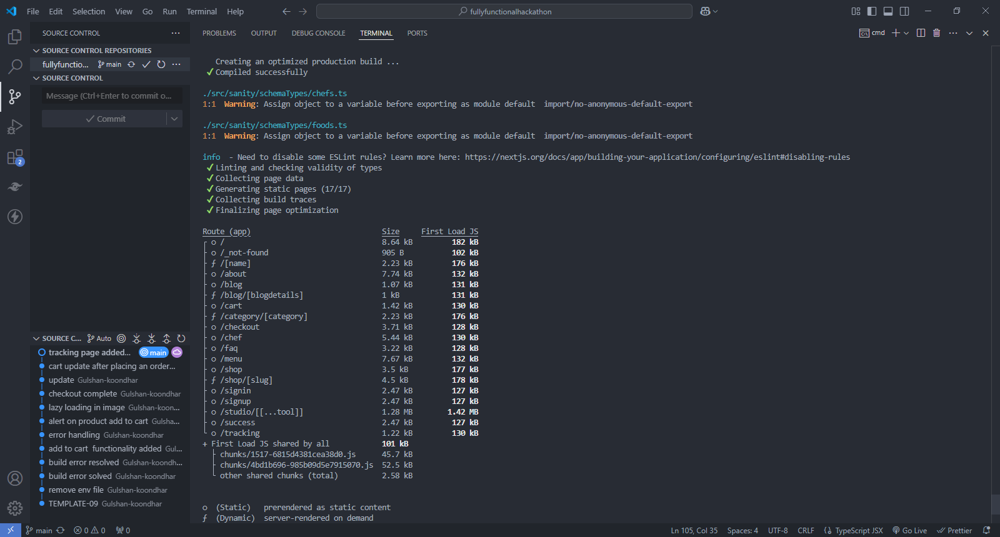 File Edit Selection View Go Run Terminal Help
fullyfunctionalhackathon
SOURCE CONTROL
SOURCE CONTROL REPOSITORIES
fullyfunctio... main
SOURCE CONTROL
Message (Ctrl+Enter to commit o...
Commit
2
SOURCE C... Auto
tracking page added... main
cart update after placing an order...
update Gulshan-koondhar
checkout complete Gulshan-koondhar
lazy loading in image Gulshan-koon...
alert on product add to cart Gulsha...
error handling Gulshan-koondhar
add to cart functionality added Gul...
build error resolved Gulshan-koondh...
build error solved Gulshan-koondhar
remove env file Gulshan-koondhar
TEMPLATE-09 Gulshan-koondhar
PROBLEMS OUTPUT DEBUG CONSOLE TERMINAL PORTS
cmd
Creating an optimized production build ...
✓ Compiled successfully
./src/sanity/schemaTypes/chefs.ts
1:1 Warning: Assign object to a variable before exporting as module default import/no-anonymous-default-export
./src/sanity/schemaTypes/foods.ts
1:1 Warning: Assign object to a variable before exporting as module default import/no-anonymous-default-export
info - Need to disable some ESLint rules? Learn more here: https://nextjs.org/docs/app/building-your-application/configuring/eslint#disabling-rules
✓ Linting and checking validity of types
✓ Collecting page data
✓ Generating static pages (17/17)
✓ Collecting build traces
✓ Finalizing page optimization
Route (app) Size First Load JS
┌ ○ / 8.64 kB 182 kB
├ ○ /_not-found 905 B 102 kB
├ ƒ /[name] 2.23 kB 176 kB
├ ○ /about 7.74 kB 132 kB
├ ○ /blog 1.07 kB 131 kB
├ ƒ /blog/[blogdetails] 1 kB 131 kB
├ ○ /cart 1.42 kB 130 kB
├ ƒ /category/[category] 2.23 kB 176 kB
├ ○ /checkout 3.71 kB 128 kB
├ ○ /chef 5.44 kB 130 kB
├ ○ /faq 3.22 kB 128 kB
├ ○ /menu 7.67 kB 132 kB
├ ○ /shop 3.5 kB 177 kB
├ ƒ /shop/[slug] 4.5 kB 178 kB
├ ○ /signin 2.47 kB 127 kB
├ ○ /signup 2.47 kB 127 kB
├ ○ /studio/[[...tool]] 1.28 MB 1.42 MB
├ ○ /success 2.47 kB 127 kB
└ ○ /tracking 1.22 kB 130 kB
+ First Load JS shared by all 101 kB
├ chunks/1517-6815d4381cea38d0.js 45.7 kB
├ chunks/4bd1b696-985b09d5e7915070.js 52.5 kB
└ other shared chunks (total) 2.58 kB
○ (Static) prerendered as static content
ƒ (Dynamic) server-rendered on demand
main 0 0 0 Ln 105, Col 35 Spaces: 4 UTF-8 CRLF TypeScript JSX Go Live Prettier